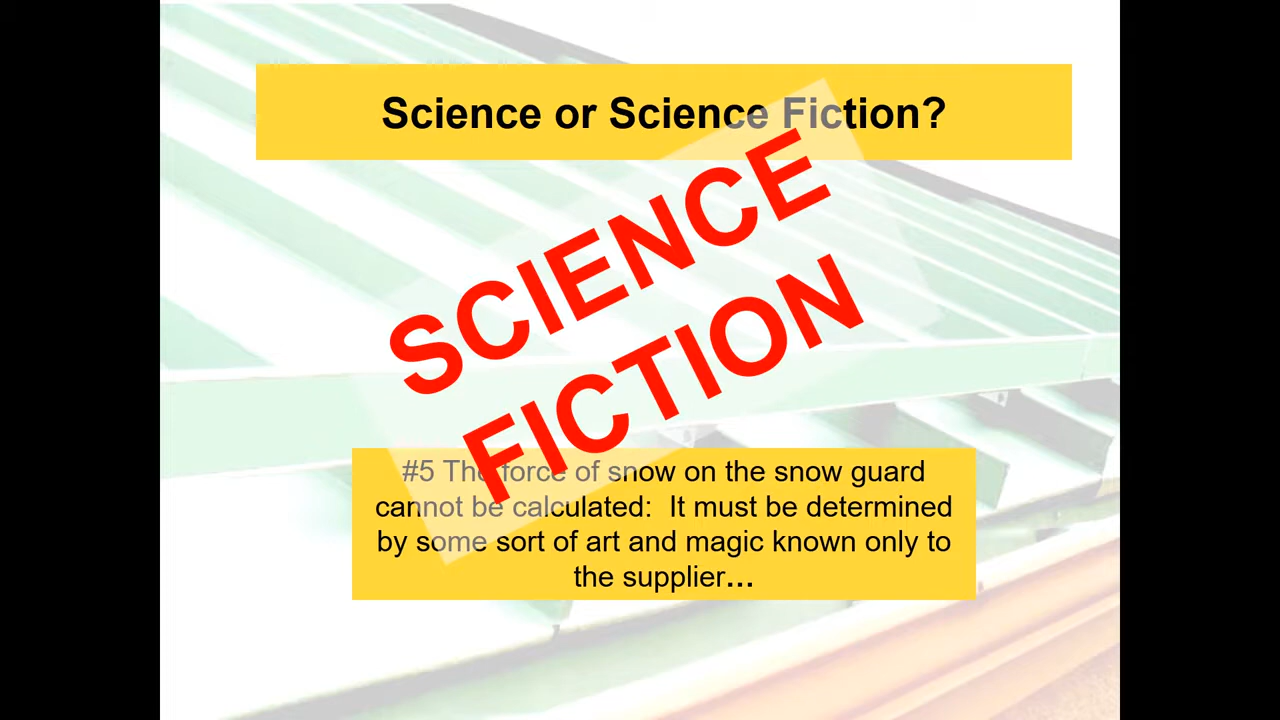 Science or Science Fiction?
SCIENCE
FICTION
#5 The force of snow on the snow guard
cannot be calculated:  It must be determined
by some sort of art and magic known only to
the supplier...